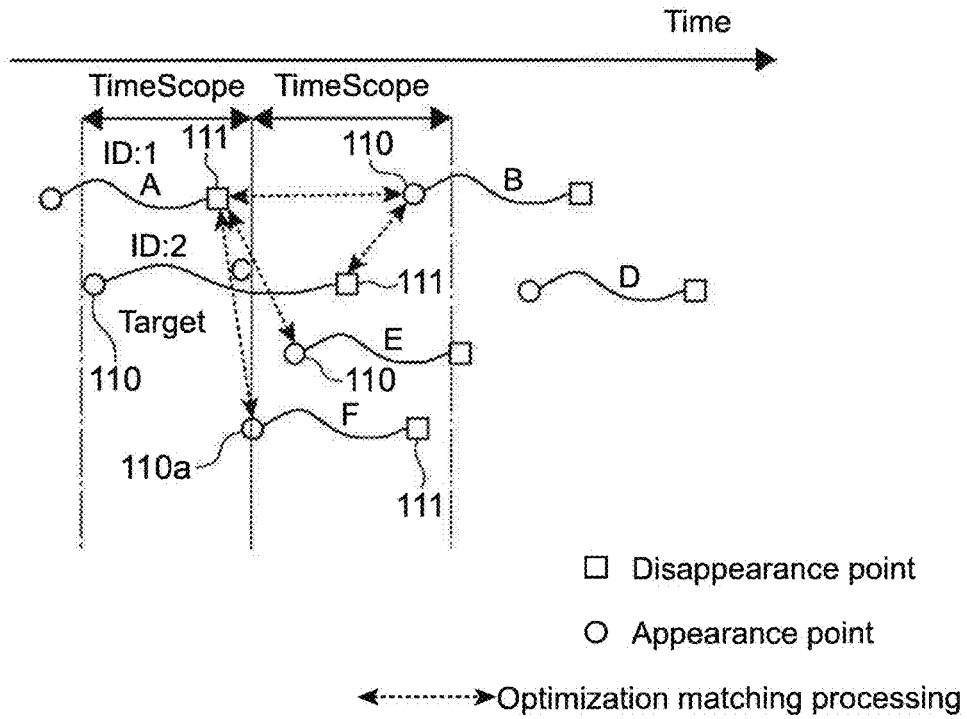 Time
TimeScope TimeScope
111 110
ID:1
A B
ID:2
111 D
Target
E
110 110
F
110a
111
Disappearance point
Appearance point
Optimization matching processing